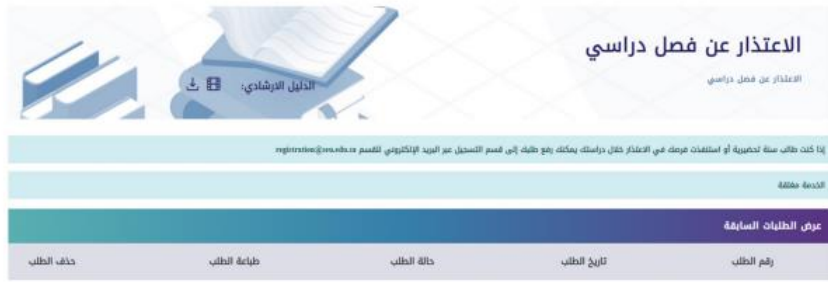 الاعتذار عن فصل دراسي
الاعتذار عن فصل دراسي
الدليل الارشادي:
إذا كنت طالب سنة تحضيرية أو استنفذت فرصك في الاعتذار خلال دراستك يمكنك رفع طلبك إلى قسم التسجيل عبر البريد الإلكتروني للقسم registration@seu.edu.sa
الخدمة مغلقة
عرض الطلبات السابقة
رقم الطلب تاريخ الطلب حالة الطلب طباعة الطلب حذف الطلب